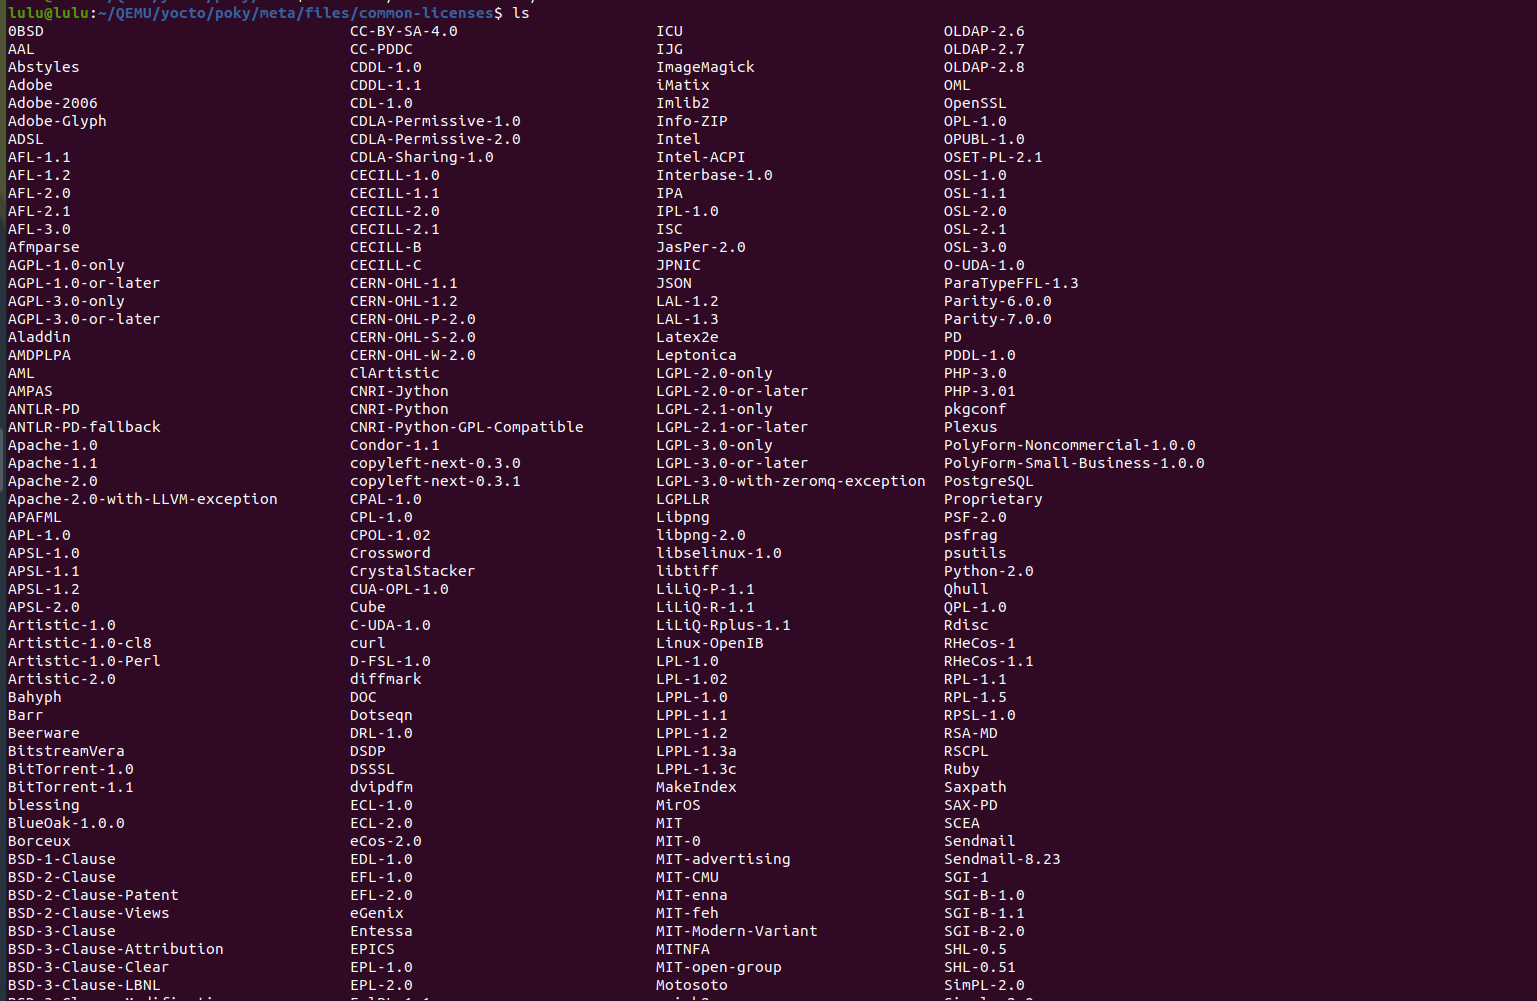 lulu@lulu:~/QEMU/yocto/poky/meta/files/common-licenses$ ls
0BSD CC-BY-SA-4.0 ICU OLDAP-2.6
AAL CC-PDDC IJG OLDAP-2.7
Abstyles CDDL-1.0 ImageMagick OLDAP-2.8
Adobe CDDL-1.1 iMatix OML
Adobe-2006 CDL-1.0 Imlib2 OpenSSL
Adobe-Glyph CDLA-Permissive-1.0 Info-ZIP OPL-1.0
ADSL CDLA-Permissive-2.0 Intel OPUBL-1.0
AFL-1.1 CDLA-Sharing-1.0 Intel-ACPI OSET-PL-2.1
AFL-1.2 CECILL-1.0 Interbase-1.0 OSL-1.0
AFL-2.0 CECILL-1.1 IPA OSL-1.1
AFL-2.1 CECILL-2.0 IPL-1.0 OSL-2.0
AFL-3.0 CECILL-2.1 ISC OSL-2.1
Afmparse CECILL-B JasPer-2.0 OSL-3.0
AGPL-1.0-only CECILL-C JPNIC O-UDA-1.0
AGPL-1.0-or-later CERN-OHL-1.1 JSON ParaTypeFFL-1.3
AGPL-3.0-only CERN-OHL-1.2 LAL-1.2 Parity-6.0.0
AGPL-3.0-or-later CERN-OHL-P-2.0 LAL-1.3 Parity-7.0.0
Aladdin CERN-OHL-S-2.0 Latex2e PD
AMDPLPA CERN-OHL-W-2.0 Leptonica PDDL-1.0
AML ClArtistic LGPL-2.0-only PHP-3.0
AMPAS CNRI-Jython LGPL-2.0-or-later PHP-3.01
ANTLR-PD CNRI-Python LGPL-2.1-only pkgconf
ANTLR-PD-fallback CNRI-Python-GPL-Compatible LGPL-2.1-or-later Plexus
Apache-1.0 Condor-1.1 LGPL-3.0-only PolyForm-Noncommercial-1.0.0
Apache-1.1 copyleft-next-0.3.0 LGPL-3.0-or-later PolyForm-Small-Business-1.0.0
Apache-2.0 copyleft-next-0.3.1 LGPL-3.0-with-zeromq-exception PostgreSQL
Apache-2.0-with-LLVM-exception CPAL-1.0 LGPLLR Proprietary
APAFML CPL-1.0 Libpng PSF-2.0
APL-1.0 CPOL-1.02 libpng-2.0 psfrag
APSL-1.0 Crossword libselinux-1.0 psutils
APSL-1.1 CrystalStacker libtiff Python-2.0
APSL-1.2 CUA-OPL-1.0 LiLiQ-P-1.1 Qhull
APSL-2.0 Cube LiLiQ-R-1.1 QPL-1.0
Artistic-1.0 C-UDA-1.0 LiLiQ-Rplus-1.1 Rdisc
Artistic-1.0-cl8 curl Linux-OpenIB RHeCos-1
Artistic-1.0-Perl D-FSL-1.0 LPL-1.0 RHeCos-1.1
Artistic-2.0 diffmark LPL-1.02 RPL-1.1
Bahyph DOC LPPL-1.0 RPL-1.5
Barr Dotseqn LPPL-1.1 RPSL-1.0
Beerware DRL-1.0 LPPL-1.2 RSA-MD
BitstreamVera DSDP LPPL-1.3a RSCPL
BitTorrent-1.0 DSSSL LPPL-1.3c Ruby
BitTorrent-1.1 dvipdfm MakeIndex Saxpath
blessing ECL-1.0 MirOS SAX-PD
BlueOak-1.0.0 ECL-2.0 MIT SCEA
Borceux eCos-2.0 MIT-0 Sendmail
BSD-1-Clause EDL-1.0 MIT-advertising Sendmail-8.23
BSD-2-Clause EFL-1.0 MIT-CMU SGI-1
BSD-2-Clause-Patent EFL-2.0 MIT-enna SGI-B-1.0
BSD-2-Clause-Views eGenix MIT-feh SGI-B-1.1
BSD-3-Clause Entessa MIT-Modern-Variant SGI-B-2.0
BSD-3-Clause-Attribution EPICS MITNFA SHL-0.5
BSD-3-Clause-Clear EPL-1.0 MIT-open-group SHL-0.51
BSD-3-Clause-LBNL EPL-2.0 Motosoto SimPL-2.0